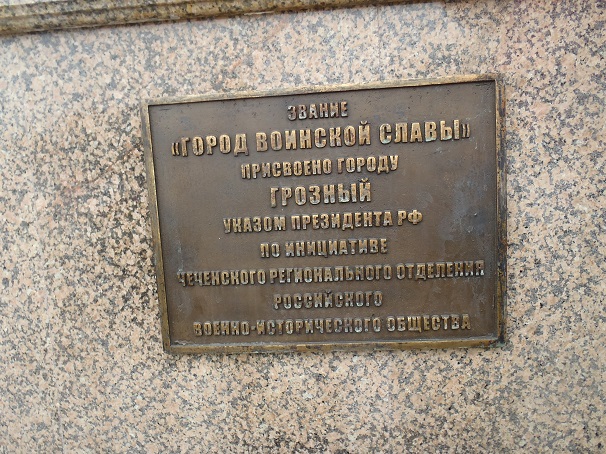 ЗВАНИЕ
«ГОРОД ВОИНСКОЙ СЛАВЫ»
ПРИСВОЕНО ГОРОДУ
ГРОЗНЫЙ
УКАЗОМ ПРЕЗИДЕНТА РФ
ПО ИНИЦИАТИВЕ
ЧЕЧЕНСКОГО РЕГИОНАЛЬНОГО ОТДЕЛЕНИЯ
РОССИЙСКОГО
ВОЕННО-ИСТОРИЧЕСКОГО ОБЩЕСТВА